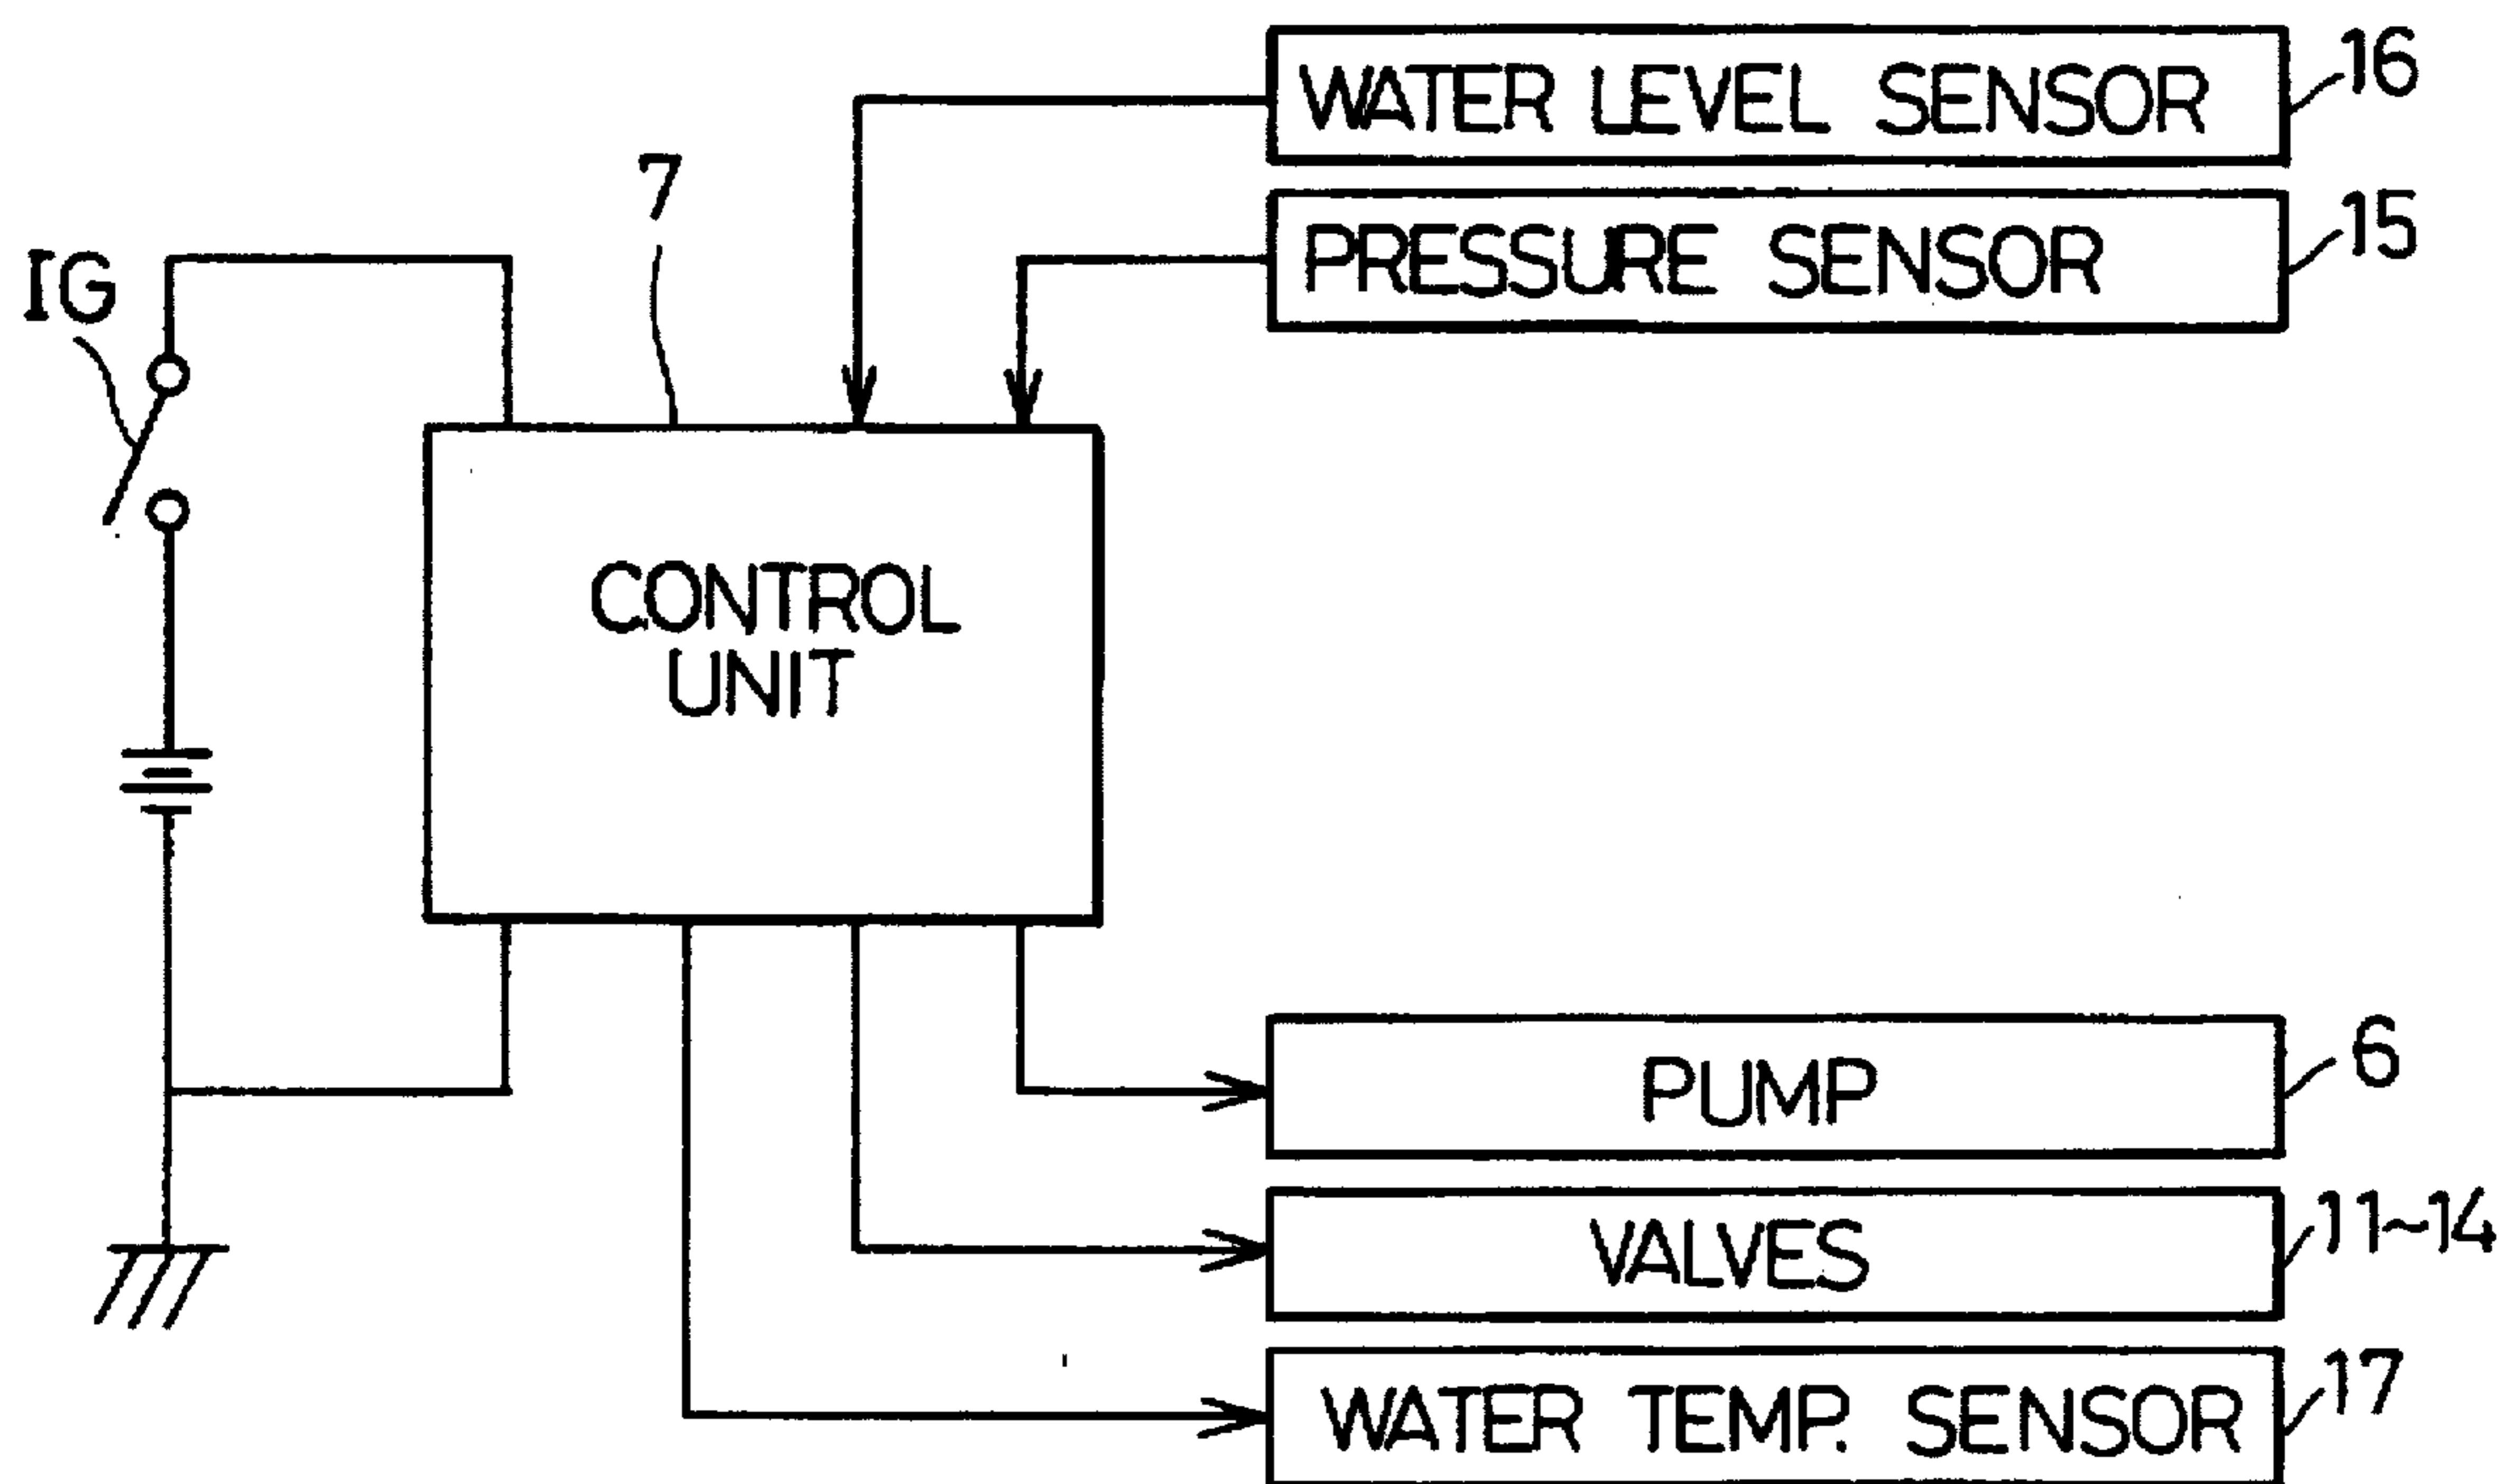 WATER LEVEL SENSOR
16
PRESSURE SENSOR
15
7
IG
CONTROL
UNIT
PUMP
6
VALVES
11~14
WATER TEMP. SENSOR
17